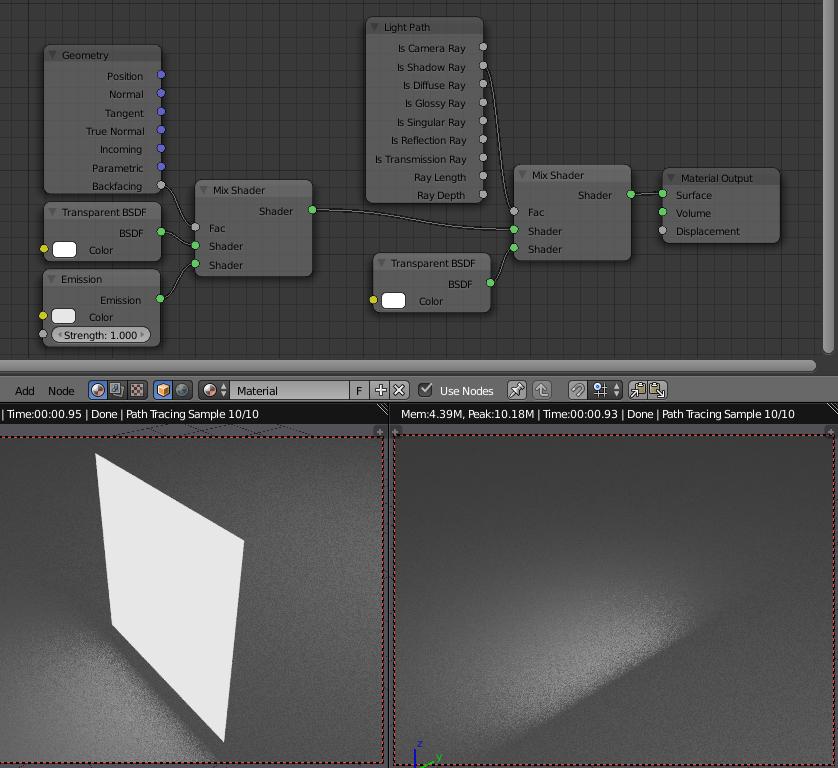 Geometry
Position
Normal
Tangent
True Normal
Incoming
Parametric
Backfacing
Transparent BSDF
BSDF
Color
Emission
Emission
Color
Strength: 1.000
Mix Shader
Shader
Fac
Shader
Shader
Light Path
Is Camera Ray
Is Shadow Ray
Is Diffuse Ray
Is Glossy Ray
Is Singular Ray
Is Reflection Ray
Is Transmission Ray
Ray Length
Ray Depth
Transparent BSDF
BSDF
Color
Mix Shader
Shader
Fac
Shader
Shader
Material Output
Surface
Volume
Displacement
Add Node Material F Use Nodes
| Time:00:00.95 | Done | Path Tracing Sample 10/10
Mem:4.39M, Peak:10.18M | Time:00:00.93 | Done | Path Tracing Sample 10/10
z
y